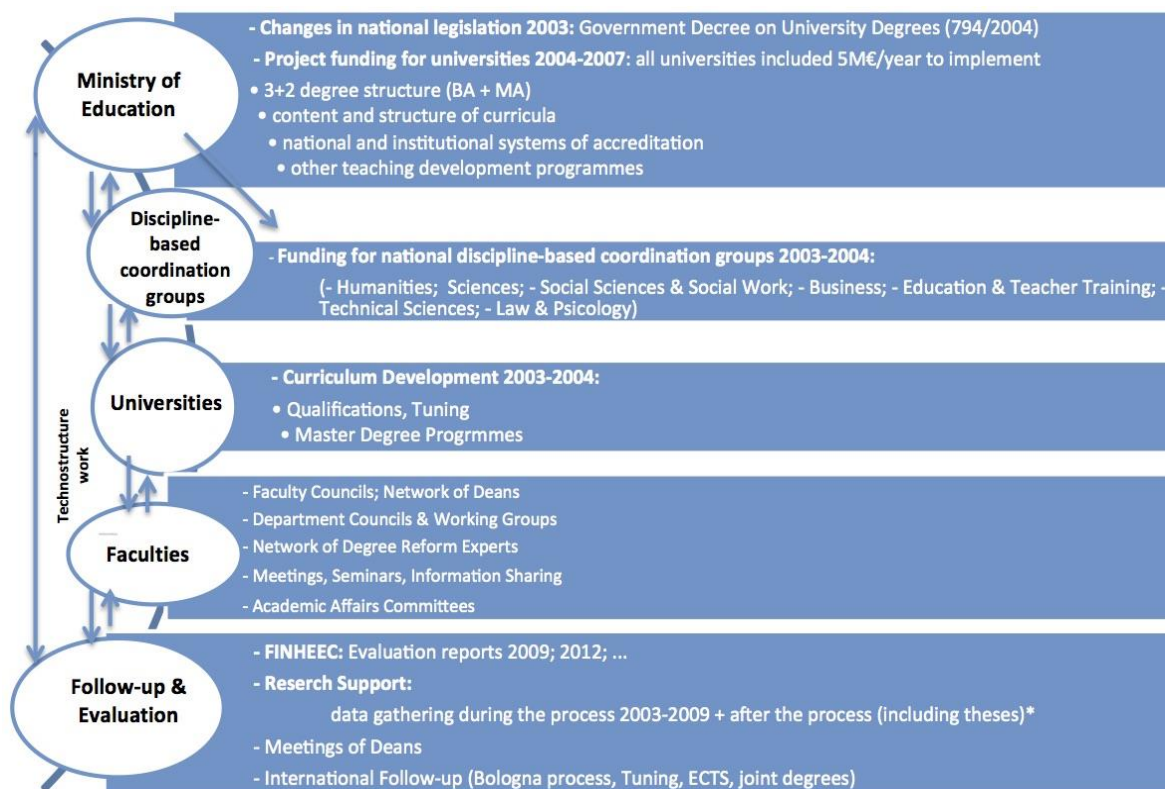 Ministry of
Education
- Changes in national legislation 2003: Government Decree on University Degrees (794/2004)
- Project funding for universities 2004-2007: all universities included 5M€/year to implement
• 3+2 degree structure (BA + MA)
• content and structure of curricula
• national and institutional systems of accreditation
• other teaching development programmes
Discipline-
based
coordination
groups
- Funding for national discipline-based coordination groups 2003-2004:
(- Humanities; Sciences; - Social Sciences & Social Work; - Business; - Education & Teacher Training; -
Technical Sciences; - Law & Psicology)
Universities
- Curriculum Development 2003-2004:
• Qualifications, Tuning
• Master Degree Progrmmes
Technostructure
work
Faculties
- Faculty Councils; Network of Deans
- Department Councils & Working Groups
- Network of Degree Reform Experts
- Meetings, Seminars, Information Sharing
- Academic Affairs Committees
Follow-up &
Evaluation
- FINHEEC: Evaluation reports 2009; 2012; ...
- Reserch Support:
data gathering during the process 2003-2009 + after the process (including theses)*
- Meetings of Deans
- International Follow-up (Bologna process, Tuning, ECTS, joint degrees)